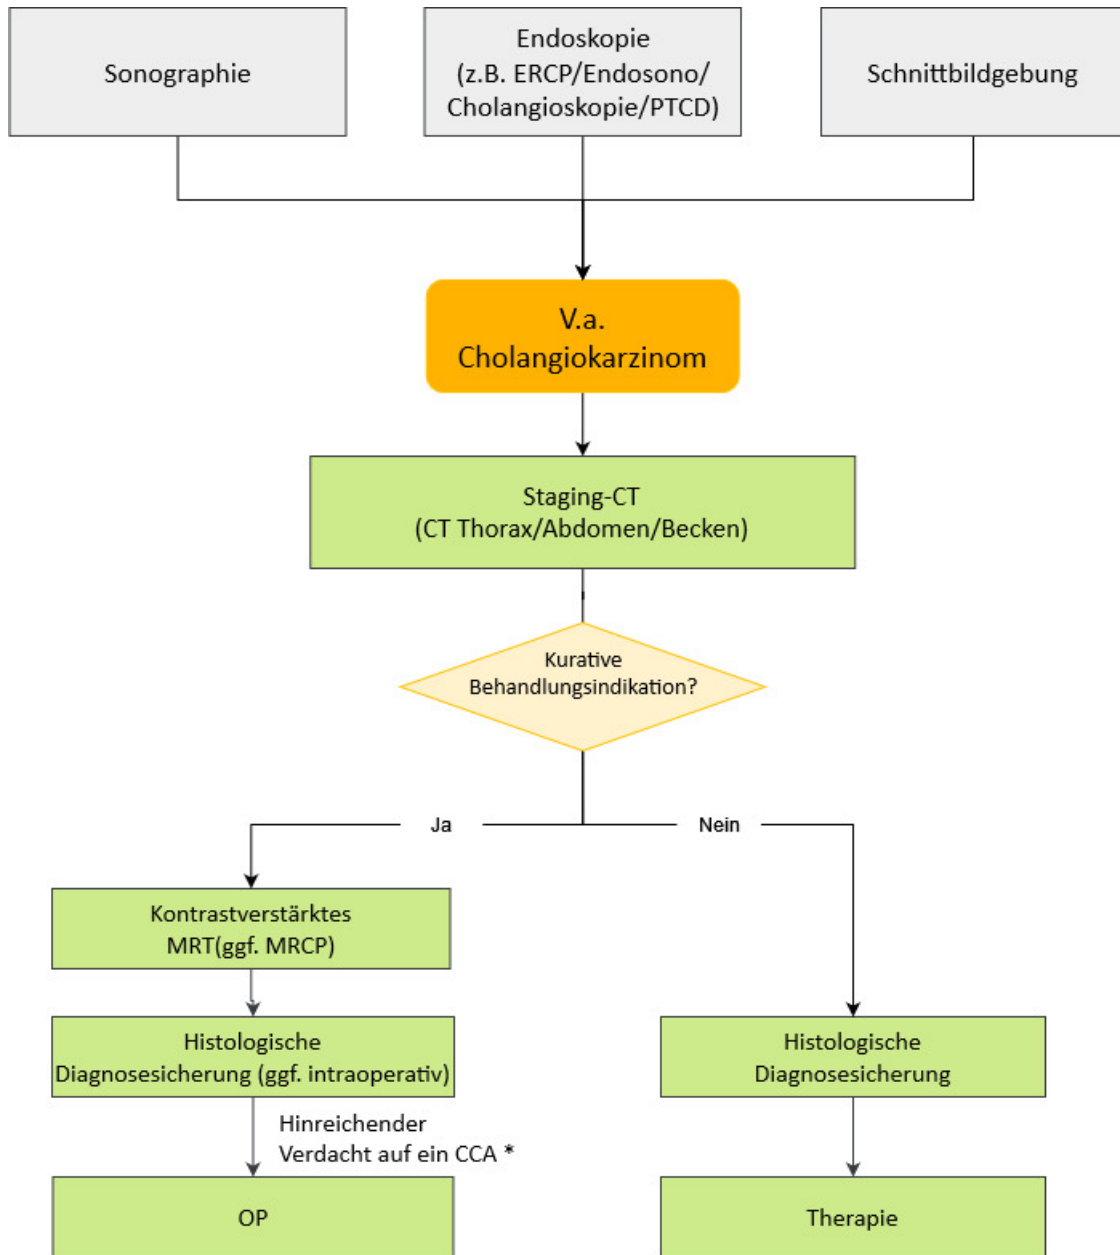 Sonographie
Endoskopie
(z.B. ERCP/Endosono/
Cholangioskopie/PTCD)
Schnittbildgebung
V.a.
Cholangiokarzinom
Staging-CT
(CT Thorax/Abdomen/Becken)
Kurative
Behandlungsindikation?
Ja
Nein
Kontrastverstärktes
MRT(ggf. MRCP)
Histologische
Diagnosesicherung (ggf. intraoperativ)
Histologische
Diagnosesicherung
Hinreichender
Verdacht auf ein CCA *
OP
Therapie